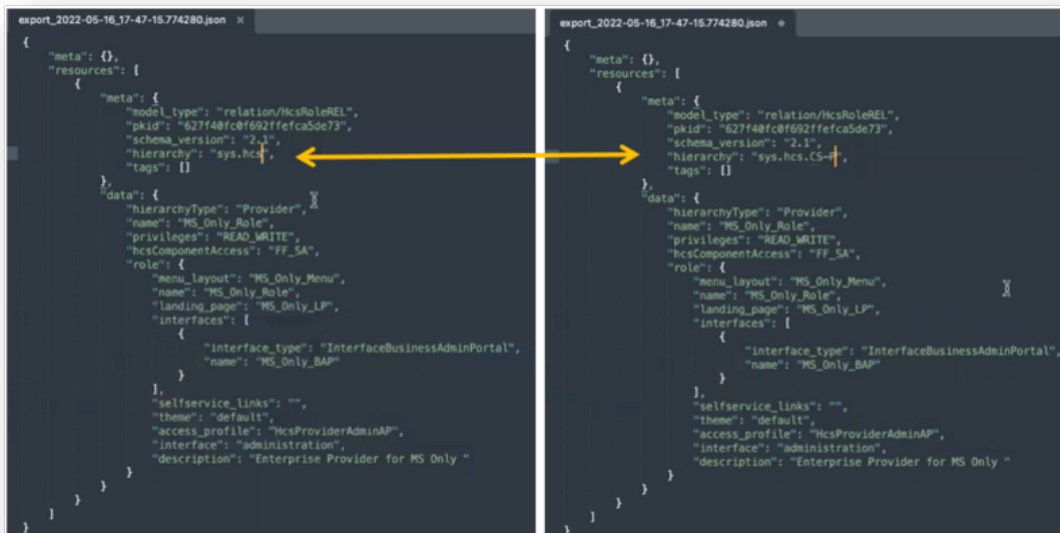 export_2022-05-16_17-47-15.774280.json ×
{
"meta": {},
"resources": [
{
"meta": {
"model_type": "relation/HcsRoleREL",
"pkid": "627f40fc0f692ffefca5de73",
"schema_version": "2.1",
"hierarchy": "sys.hcs",
"tags": []
},
"data": {
"hierarchyType": "Provider",
"name": "MS_Only_Role",
"privileges": "READ_WRITE",
"hcsComponentAccess": "FF_SA",
"role": {
"menu_layout": "MS_Only_Menu",
"name": "MS_Only_Role",
"landing_page": "MS_Only_LP",
"interfaces": [
{
"interface_type": "InterfaceBusinessAdminPortal",
"name": "MS_Only_BAP"
}
],
"selfservice_links": "",
"theme": "default",
"access_profile": "HcsProviderAdminAP",
"interface": "administration",
"description": "Enterprise Provider for MS Only "
}
}
}
]
}
export_2022-05-16_17-47-15.774280.json
{
"meta": {},
"resources": [
{
"meta": {
"model_type": "relation/HcsRoleREL",
"pkid": "627f40fc0f692ffefca5de73",
"schema_version": "2.1",
"hierarchy": "sys.hcs.CS-P",
"tags": []
},
"data": {
"hierarchyType": "Provider",
"name": "MS_Only_Role",
"privileges": "READ_WRITE",
"hcsComponentAccess": "FF_SA",
"role": {
"menu_layout": "MS_Only_Menu",
"name": "MS_Only_Role",
"landing_page": "MS_Only_LP",
"interfaces": [
{
"interface_type": "InterfaceBusinessAdminPortal",
"name": "MS_Only_BAP"
}
],
"selfservice_links": "",
"theme": "default",
"access_profile": "HcsProviderAdminAP",
"interface": "administration",
"description": "Enterprise Provider for MS Only "
}
}
}
]
}